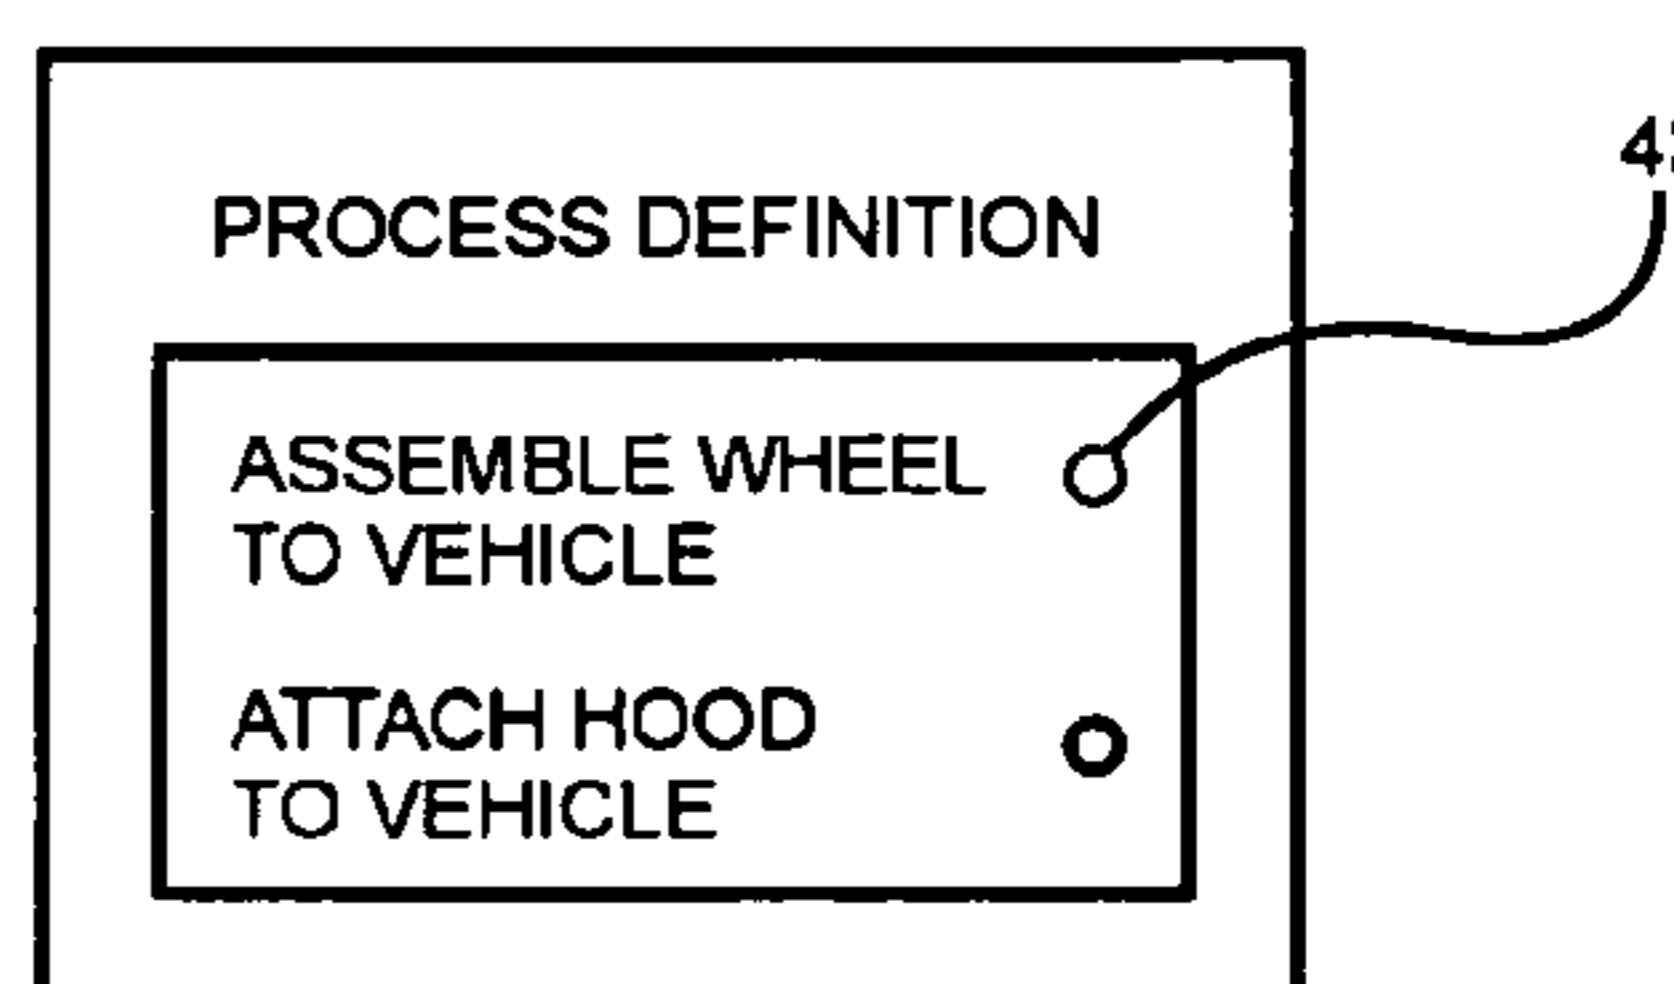 PROCESS DEFINITION
ASSEMBLE WHEEL
TO VEHICLE
ATTACH HOOD
TO VEHICLE